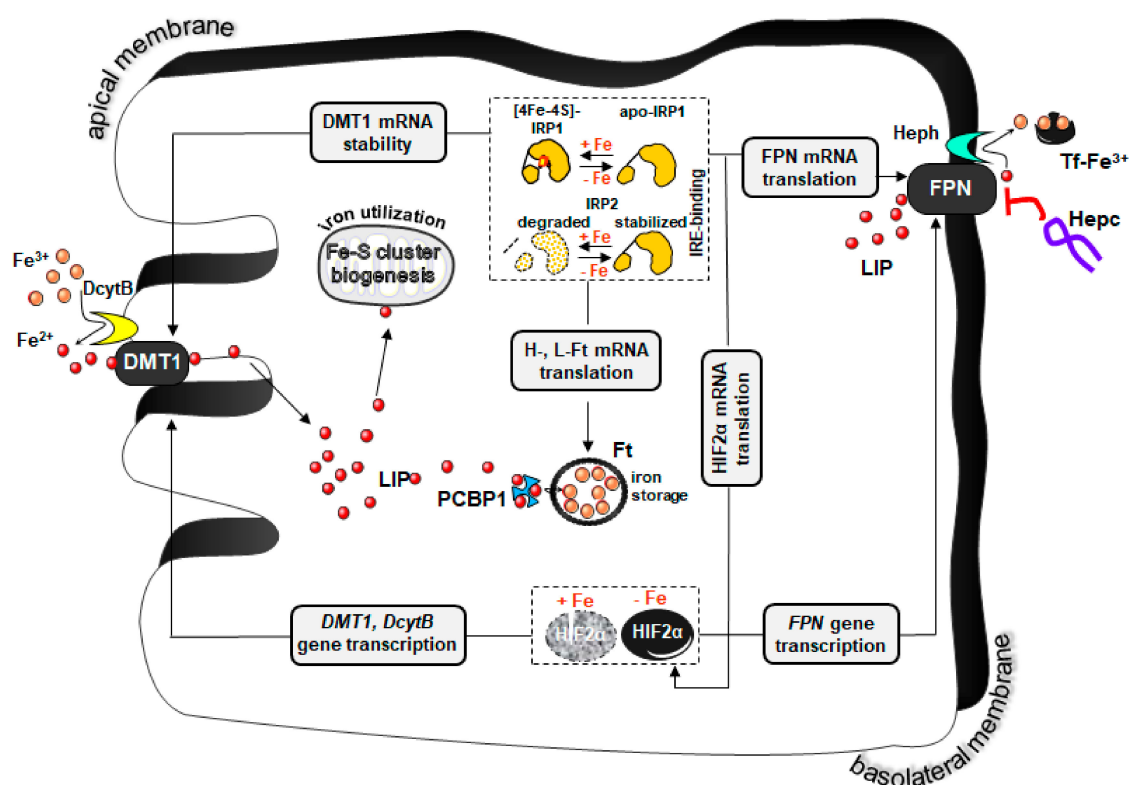 apical membrane
DMT1 mRNA
stability
[4Fe-4S]-
IRP1
apo-IRP1
+ Fe
- Fe
IRP2
degraded
stabilized
+ Fe
- Fe
IRE-binding
FPN mRNA
translation
Heph
Tf-Fe³⁺
FPN
Hepc
LIP
iron utilization
Fe-S cluster
biogenesis
Fe³⁺
DcytB
Fe²⁺
DMT1
H-, L-Ft mRNA
translation
HIF2α mRNA
translation
LIP
PCBP1
Ft
iron
storage
DMT1, DcytB
gene transcription
+ Fe
- Fe
HIF2α
HIF2α
FPN gene
transcription
basolateral membrane